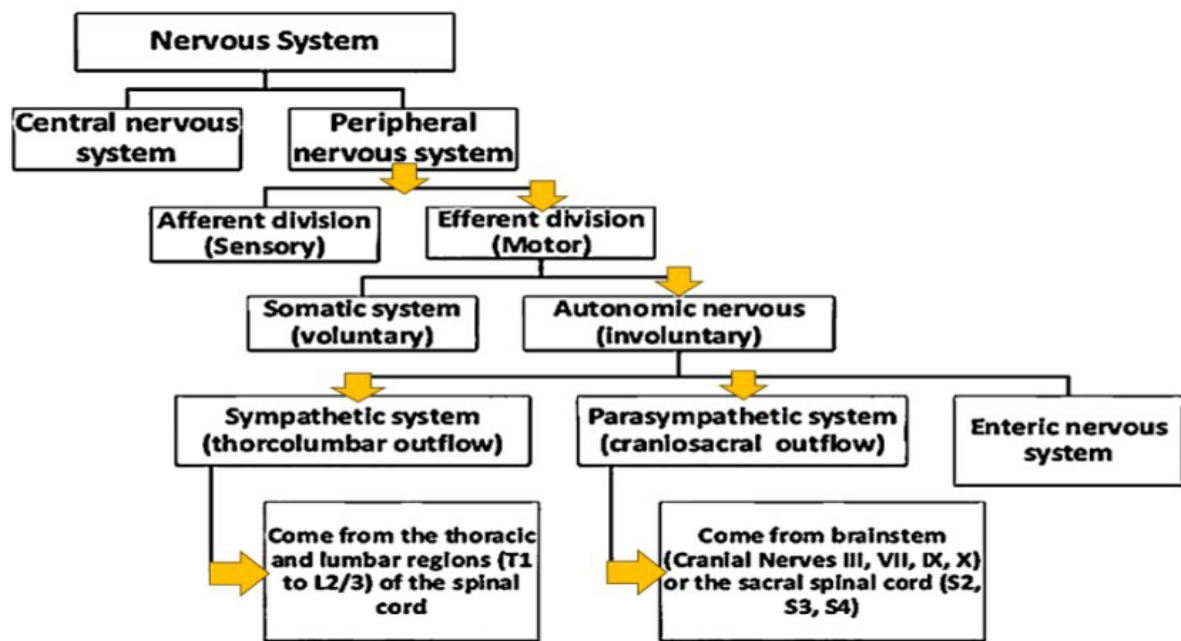 Nervous System
Central nervous
system
Peripheral
nervous system
Afferent division
(Sensory)
Efferent division
(Motor)
Somatic system
(voluntary)
Autonomic nervous
(involuntary)
Sympathetic system
(thorcolumbar outflow)
Parasympathetic system
(craniosacral outflow)
Enteric nervous
system
Come from the thoracic
and lumbar regions (T1
to L2/3) of the spinal
cord
Come from brainstem
(Cranial Nerves III, VII, IX, X)
or the sacral spinal cord (S2,
S3, S4)